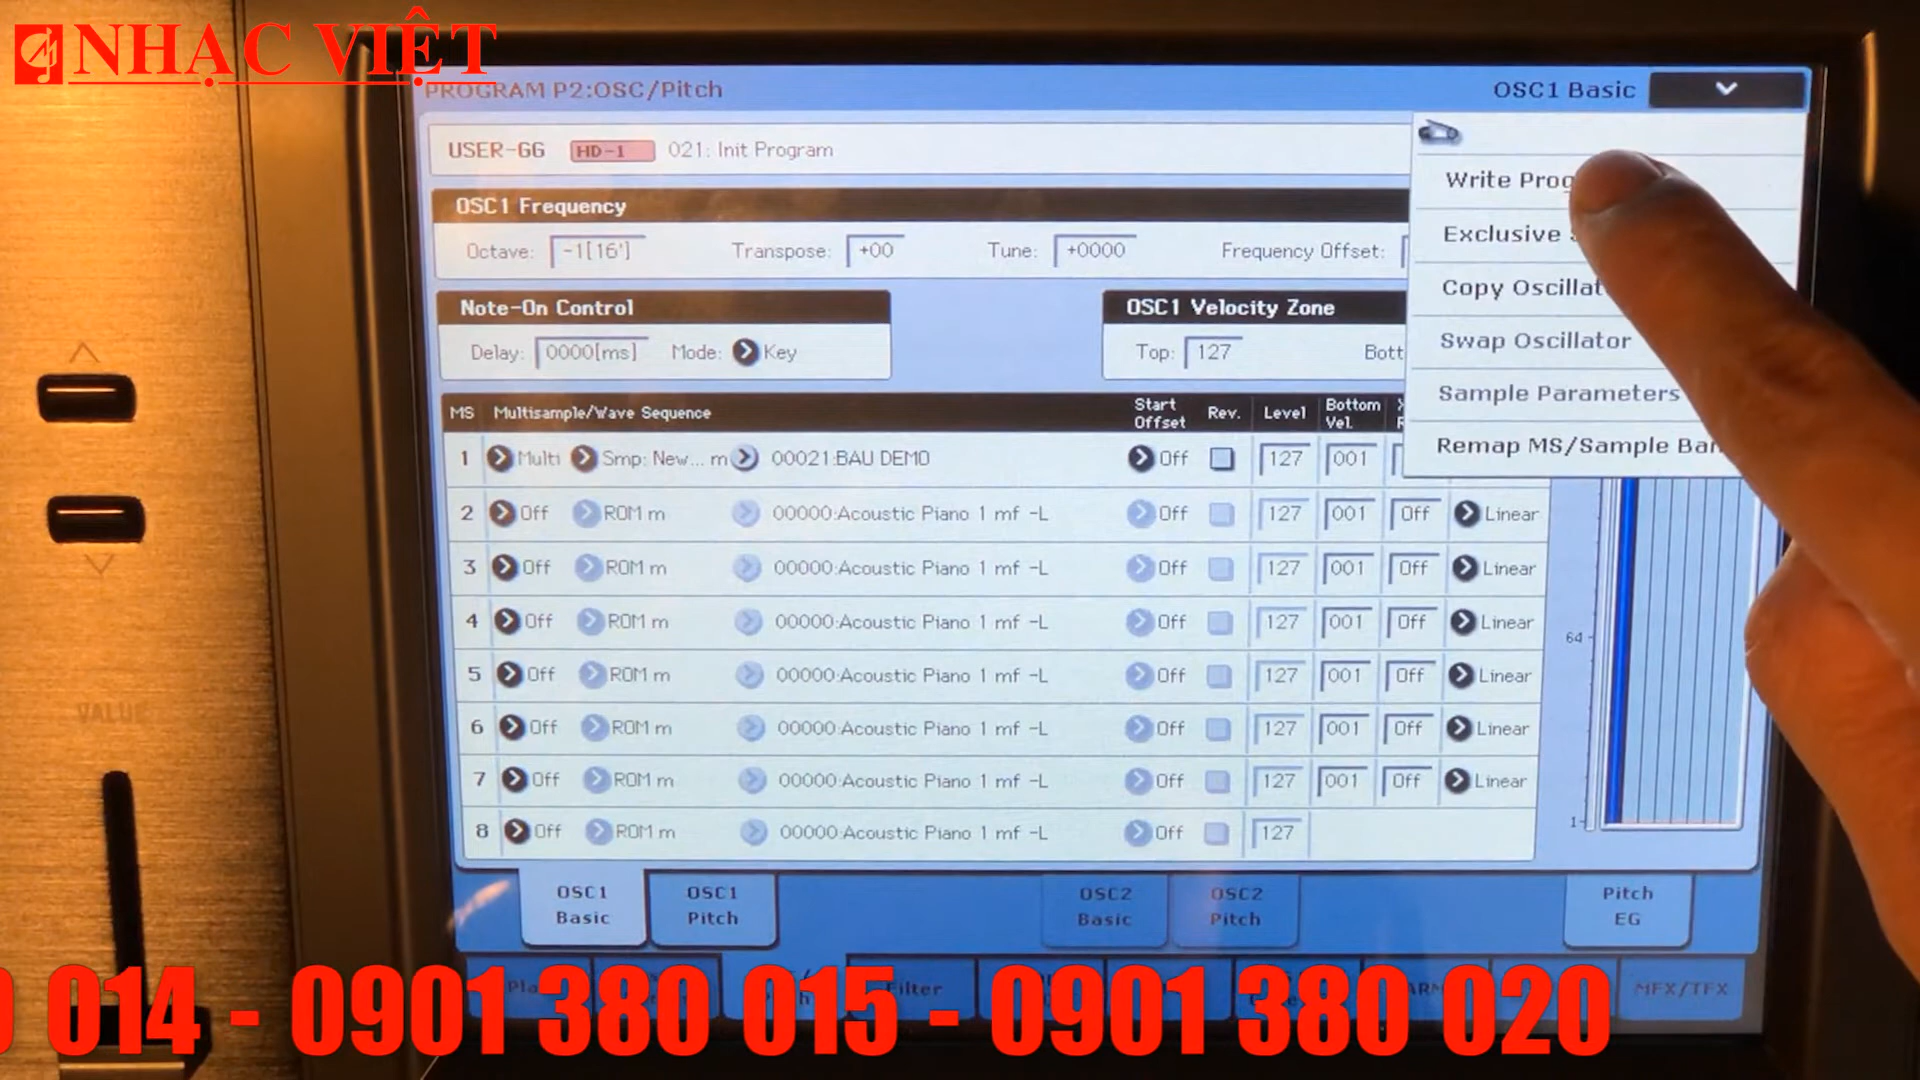 NHẠC VIỆT
PROGRAM P2:OSC/Pitch
OSC1 Basic
USER-GG HD-1 021: Init Program
Write Prog
OSC1 Frequency
Exclusive
Octave: -1[16'] Transpose: +00 Tune: +0000 Frequency Offset:
Copy Oscillat
Note-On Control
OSC1 Velocity Zone
Swap Oscillator
Delay: 0000[ms] Mode: Key
Top: 127 Bott
Sample Parameters
MS Multisample/Wave Sequence Start Offset Rev. Level Bottom Vel.
Remap MS/Sample Ban
1 Multi Smp: New... m 00021:BAU DEMO Off 127 001
2 Off ROM m 00000:Acoustic Piano 1 mf -L Off 127 001 Off Linear
3 Off ROM m 00000:Acoustic Piano 1 mf -L Off 127 001 Off Linear
4 Off ROM m 00000:Acoustic Piano 1 mf -L Off 127 001 Off Linear
64
5 Off ROM m 00000:Acoustic Piano 1 mf -L Off 127 001 Off Linear
6 Off ROM m 00000:Acoustic Piano 1 mf -L Off 127 001 Off Linear
7 Off ROM m 00000:Acoustic Piano 1 mf -L Off 127 001 Off Linear
8 Off ROM m 00000:Acoustic Piano 1 mf -L Off 127
1
VALUE
OSC1 Basic
OSC1 Pitch
OSC2 Basic
OSC2 Pitch
Pitch EG
MFX/TFX
014 - 0901 380 015 - 0901 380 020